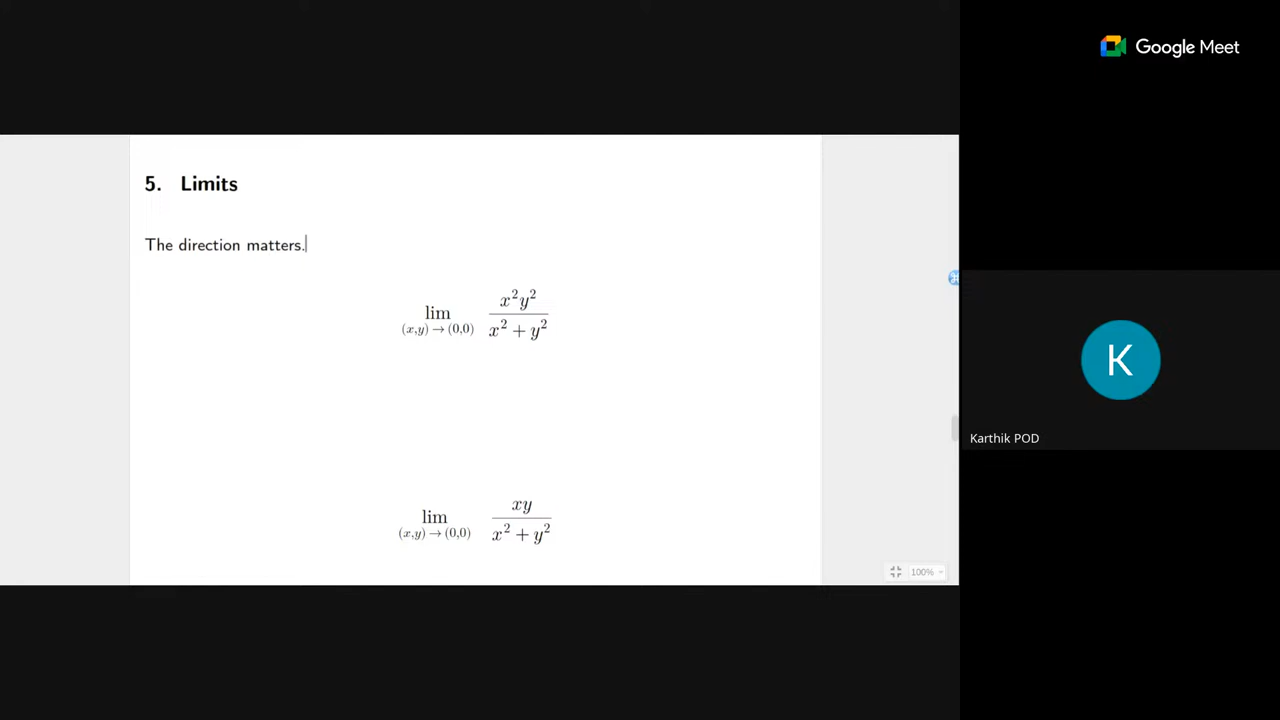 Google Meet
5. Limits
The direction matters.
lim (x,y)→(0,0) x²y² / x² + y²
K
Karthik POD
lim (x,y)→(0,0) xy / x² + y²
100%